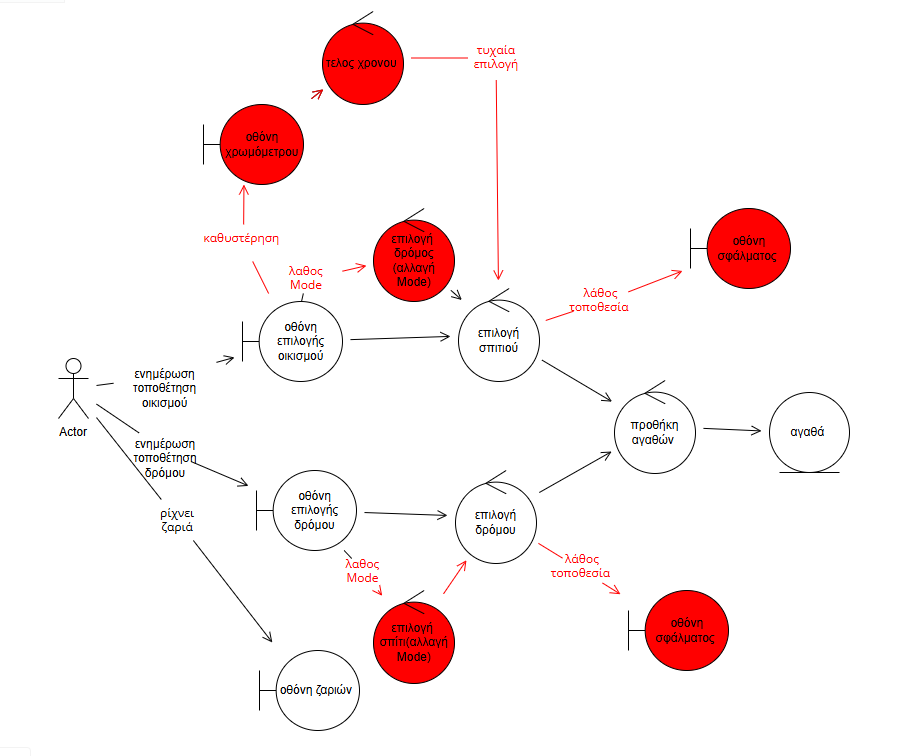 τελος χρονου
τυχαία
επιλογή
οθόνη
χρωμόμετρου
καθυστέρηση
λαθος
Mode
επιλογή
δρόμος
(αλλαγή
Mode)
οθόνη
σφάλματος
λάθος
τοποθεσία
οθόνη
επιλογής
οικισμού
επιλογή
σπιτιού
ενημέρωση
τοποθέτηση
οικισμού
Actor
προθήκη
αγαθών
αγαθά
ενημέρωση
τοποθέτηση
δρόμου
οθόνη
επιλογής
δρόμου
επιλογή
δρόμου
ρίχνει
ζαριά
λαθος
Mode
λάθος
τοποθεσία
επιλογή
σπίτι(αλλαγή
Mode)
οθόνη
σφάλματος
οθόνη ζαριών